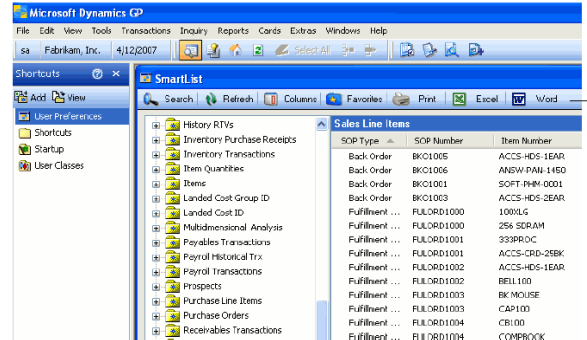 Microsoft Dynamics GP
File Edit View Tools Transactions Inquiry Reports Cards Extras Windows Help
sa Fabrikam, Inc. 4/12/2007 Select All
Shortcuts
Add View
User Preferences
Shortcuts
Startup
User Classes
SmartList
Search Refresh Columns Favorites Print Excel Word
History RTVs
Inventory Purchase Receipts
Inventory Transactions
Item Quantities
Items
Landed Cost Group ID
Landed Cost ID
Multidimensional Analysis
Payables Transactions
Payroll Historical Trx
Payroll Transactions
Prospects
Purchase Line Items
Purchase Orders
Receivables Transactions
Sales Line Items
SOP Type SOP Number Item Number
Back Order BKO1005 ACCS-HDS-1EAR
Back Order BKO1006 ANSW-PAN-1450
Back Order BKO1001 SOFT-PHM-0001
Back Order BKO1003 ACCS-HDS-2EAR
Fulfillment ... FULORD1000 100XLG
Fulfillment ... FULORD1000 256 SDRAM
Fulfillment ... FULORD1001 333PROC
Fulfillment ... FULORD1001 ACCS-CRD-25BK
Fulfillment ... FULORD1002 ACCS-HDS-1EAR
Fulfillment ... FULORD1002 BELL100
Fulfillment ... FULORD1003 BK MOUSE
Fulfillment ... FULORD1003 CAP100
Fulfillment ... FULORD1004 CB100
Fulfillment ... FULORD1004 COMPBOOK